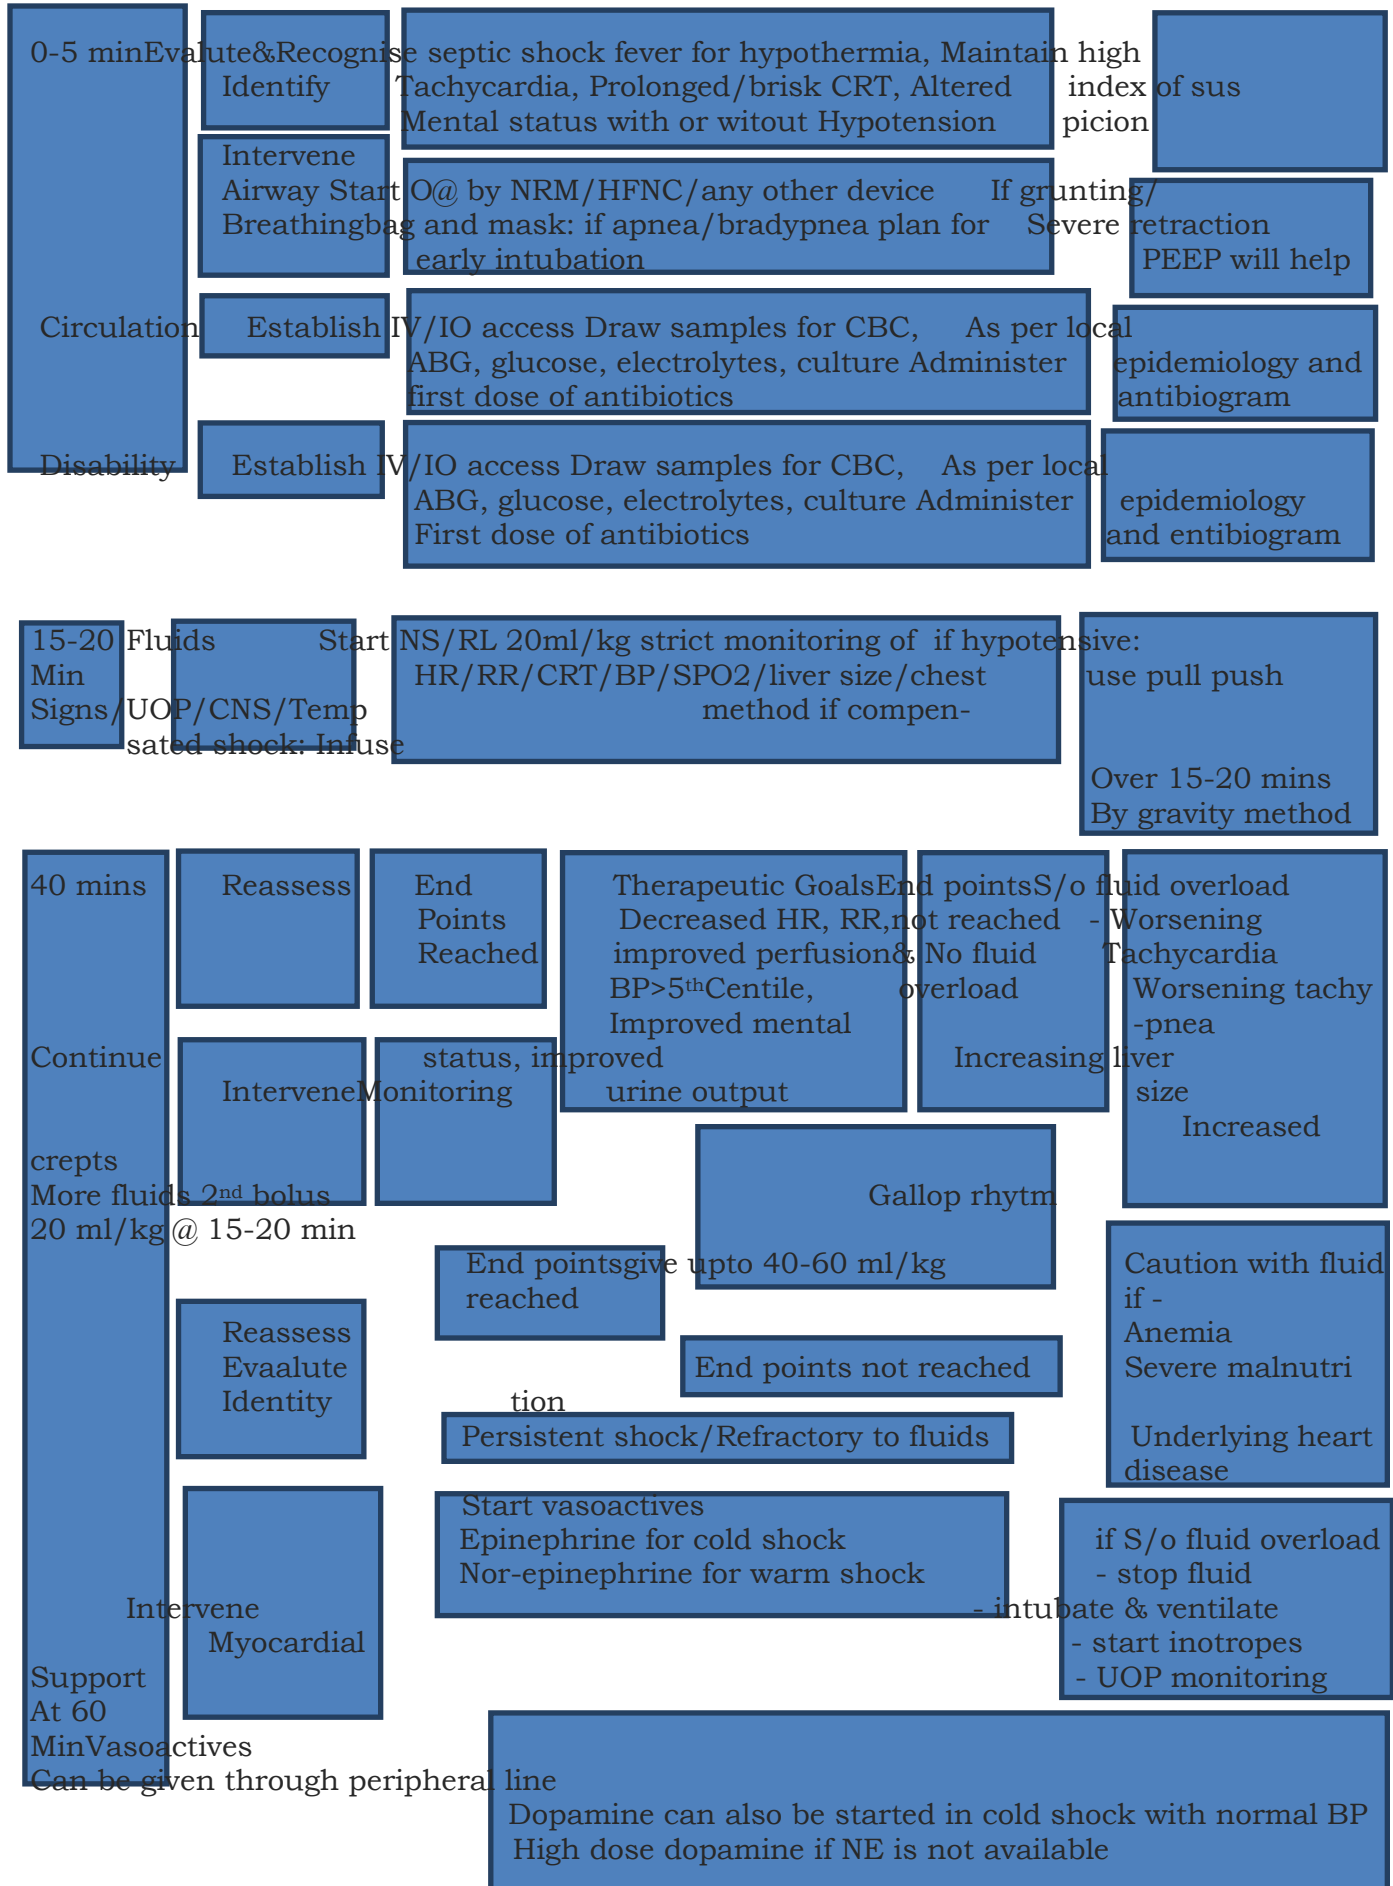 0-5 minEvalute&Recognise septic shock fever for hypothermia, Maintain high
Identify Tachycardia, Prolonged/brisk CRT, Altered index of sus
Mental status with or witout Hypotension picion
Intervene
Airway Start O@ by NRM/HFNC/any other device If grunting/
Breathingbag and mask: if apnea/bradypnea plan for Severe retraction
early intubation PEEP will help
Circulation Establish IV/IO access Draw samples for CBC, As per local
ABG, glucose, electrolytes, culture Administer epidemiology and
first dose of antibiotics antibiogram
Disability Establish IV/IO access Draw samples for CBC, As per local
ABG, glucose, electrolytes, culture Administer epidemiology
First dose of antibiotics and entibiogram
15-20 Fluids Start NS/RL 20ml/kg strict monitoring of if hypotensive:
Min HR/RR/CRT/BP/SPO2/liver size/chest use pull push
Signs/UOP/CNS/Temp method if compen-
sated shock: Infuse
Over 15-20 mins
By gravity method
40 mins Reassess End Therapeutic GoalsEnd pointsS/o fluid overload
Points Decreased HR, RR,not reached - Worsening
Reached improved perfusion& No fluid Tachycardia
BP>5thCentile, overload Worsening tachy
Improved mental -pnea
Continue status, improved Increasing liver
InterveneMonitoring urine output size
Increased
crepts
More fluids 2nd bolus Gallop rhytm
20 ml/kg @ 15-20 min
End pointsgive upto 40-60 ml/kg Caution with fluid
reached if -
Reassess Anemia
Evaalute End points not reached Severe malnutri
Identity tion
Persistent shock/Refractory to fluids Underlying heart
disease
Start vasoactives
Epinephrine for cold shock if S/o fluid overload
Nor-epinephrine for warm shock - stop fluid
Intervene - intubate & ventilate
Myocardial - start inotropes
Support - UOP monitoring
At 60
MinVasoactives
Can be given through peripheral line
Dopamine can also be started in cold shock with normal BP
High dose dopamine if NE is not available